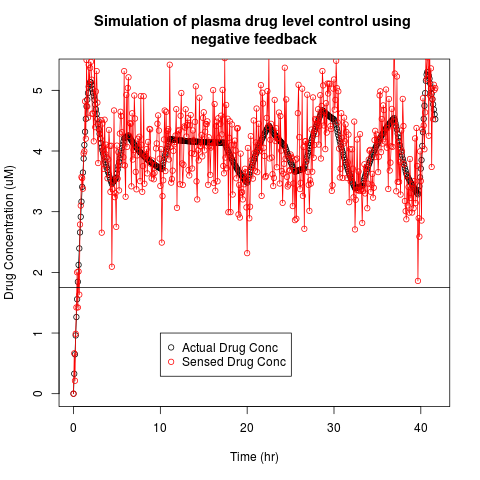 Simulation of plasma drug level control using
negative feedback
Drug Concentration (uM)
5
4
3
2
1
0
Actual Drug Conc
Sensed Drug Conc
0 10 20 30 40
Time (hr)